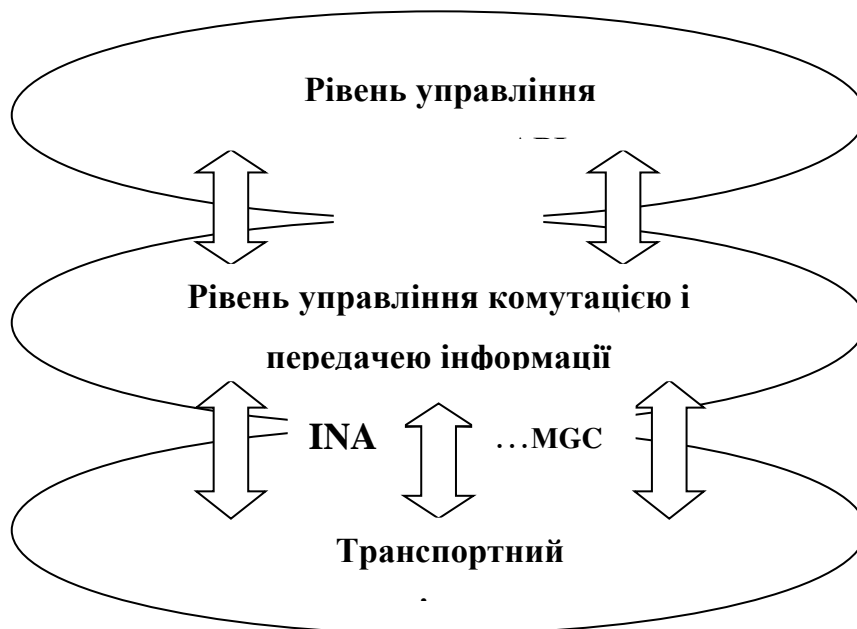 Рівень управління
Рівень управління комутацією і
передачею інформації
INA …MGC
Транспортний